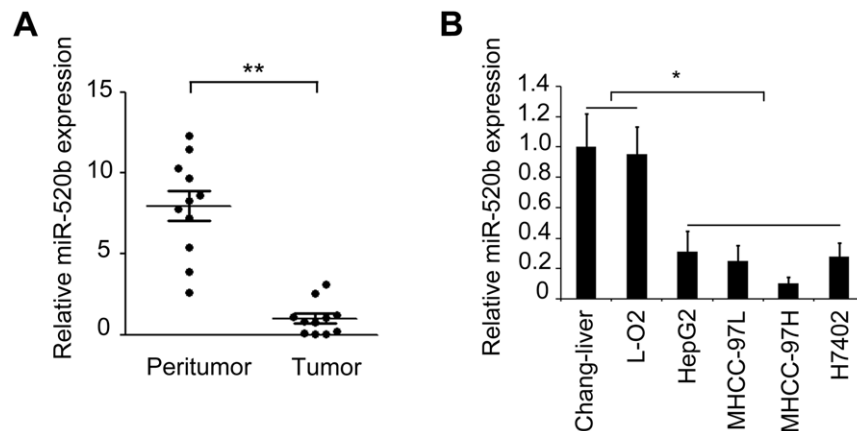 A
Relative miR-520b expression
15
10
5
0
**
Peritumor
Tumor
B
Relative miR-520b expression
1.4
1.2
1.0
0.8
0.6
0.4
0.2
0
*
Chang-liver
L-O2
HepG2
MHCC-97L
MHCC-97H
H7402